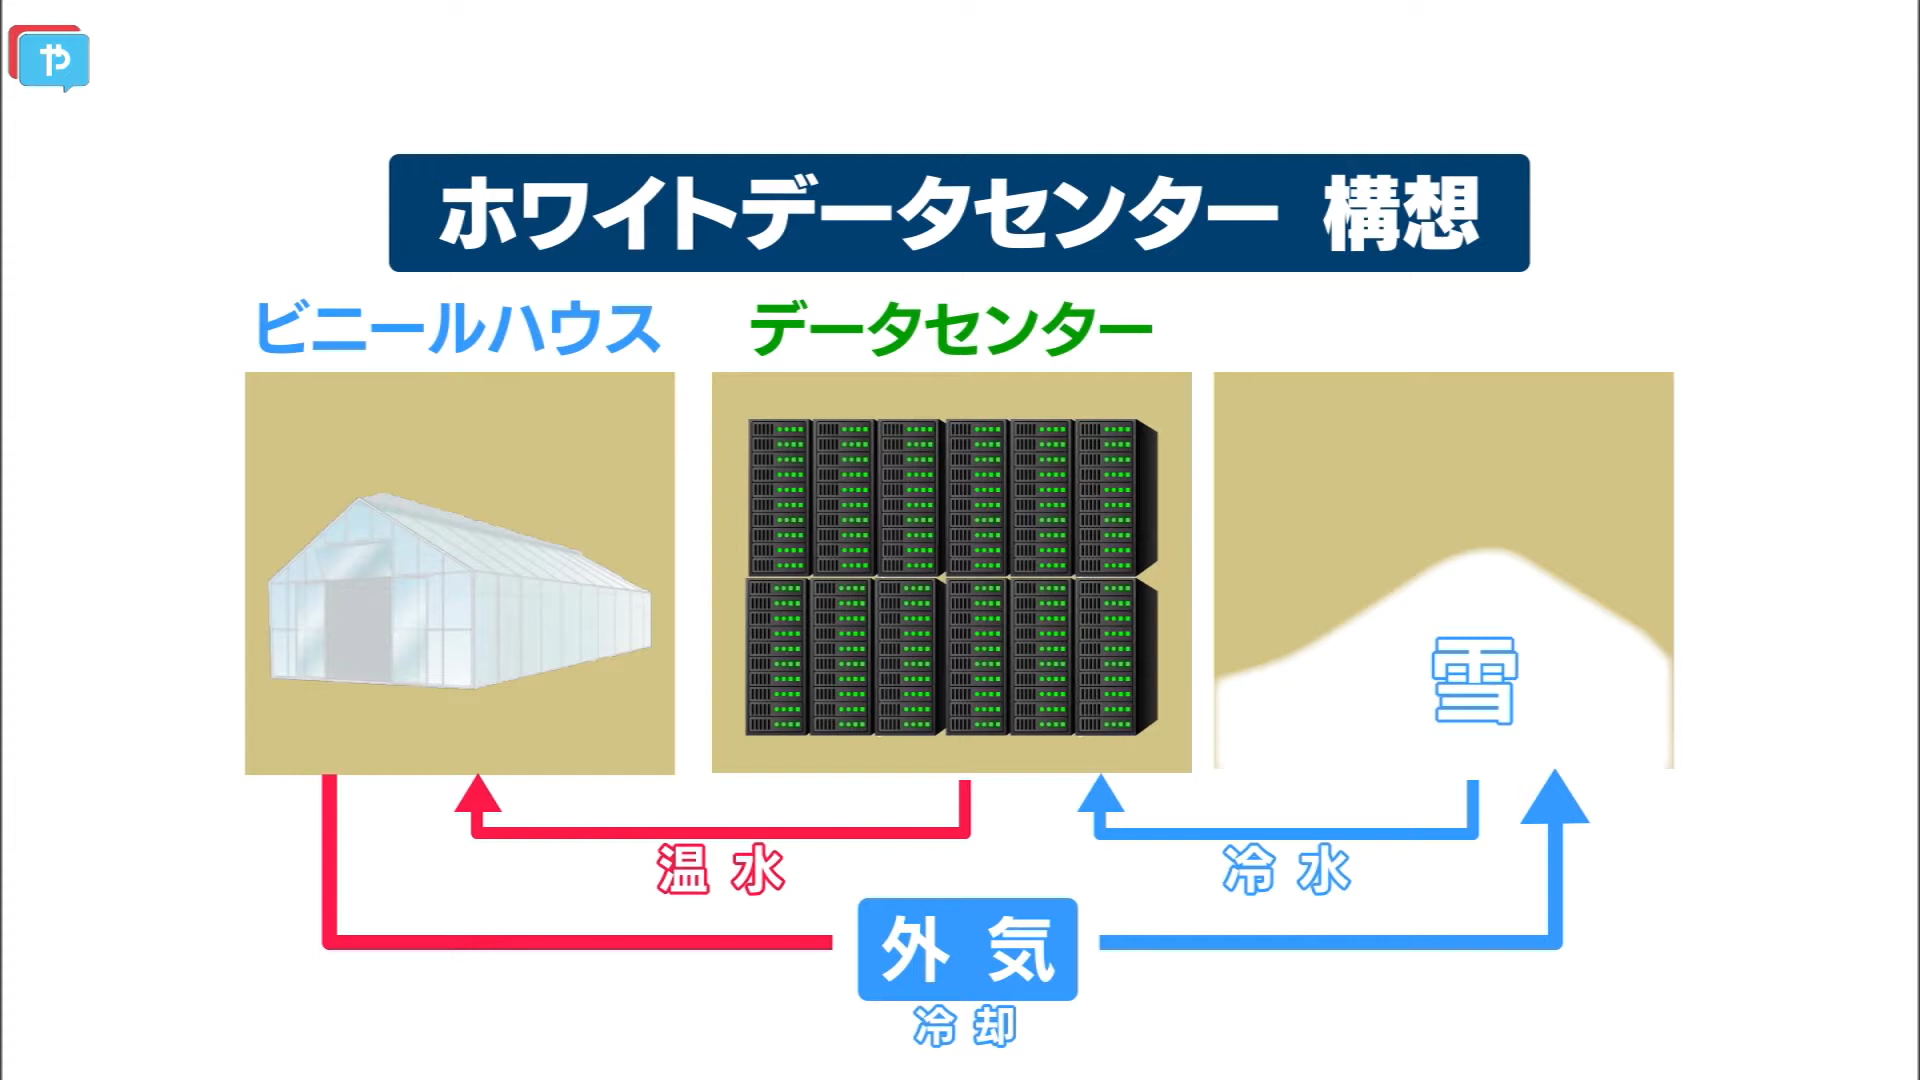 や
ホワイトデータセンター 構想
ビニールハウス
データセンター
雪
温水
冷水
外気
冷却